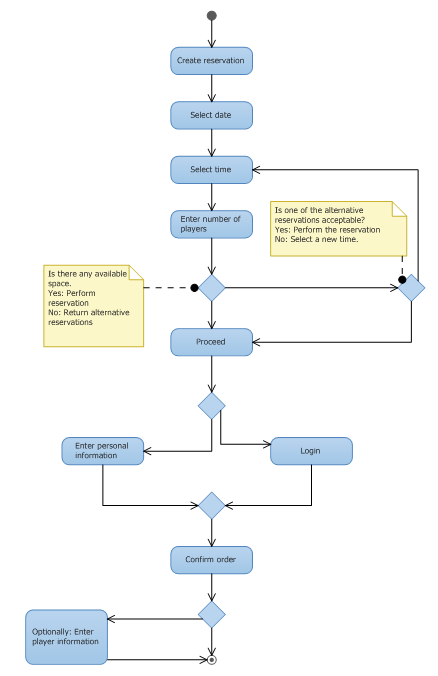 Create reservation
Select date
Select time
Enter number of
players
Is one of the alternative
reservations acceptable?
Yes: Perform the reservation
No: Select a new time.
Is there any available
space.
Yes: Perform
reservation
No: Return alternative
reservations
Proceed
Enter personal
information
Login
Confirm order
Optionally: Enter
player information